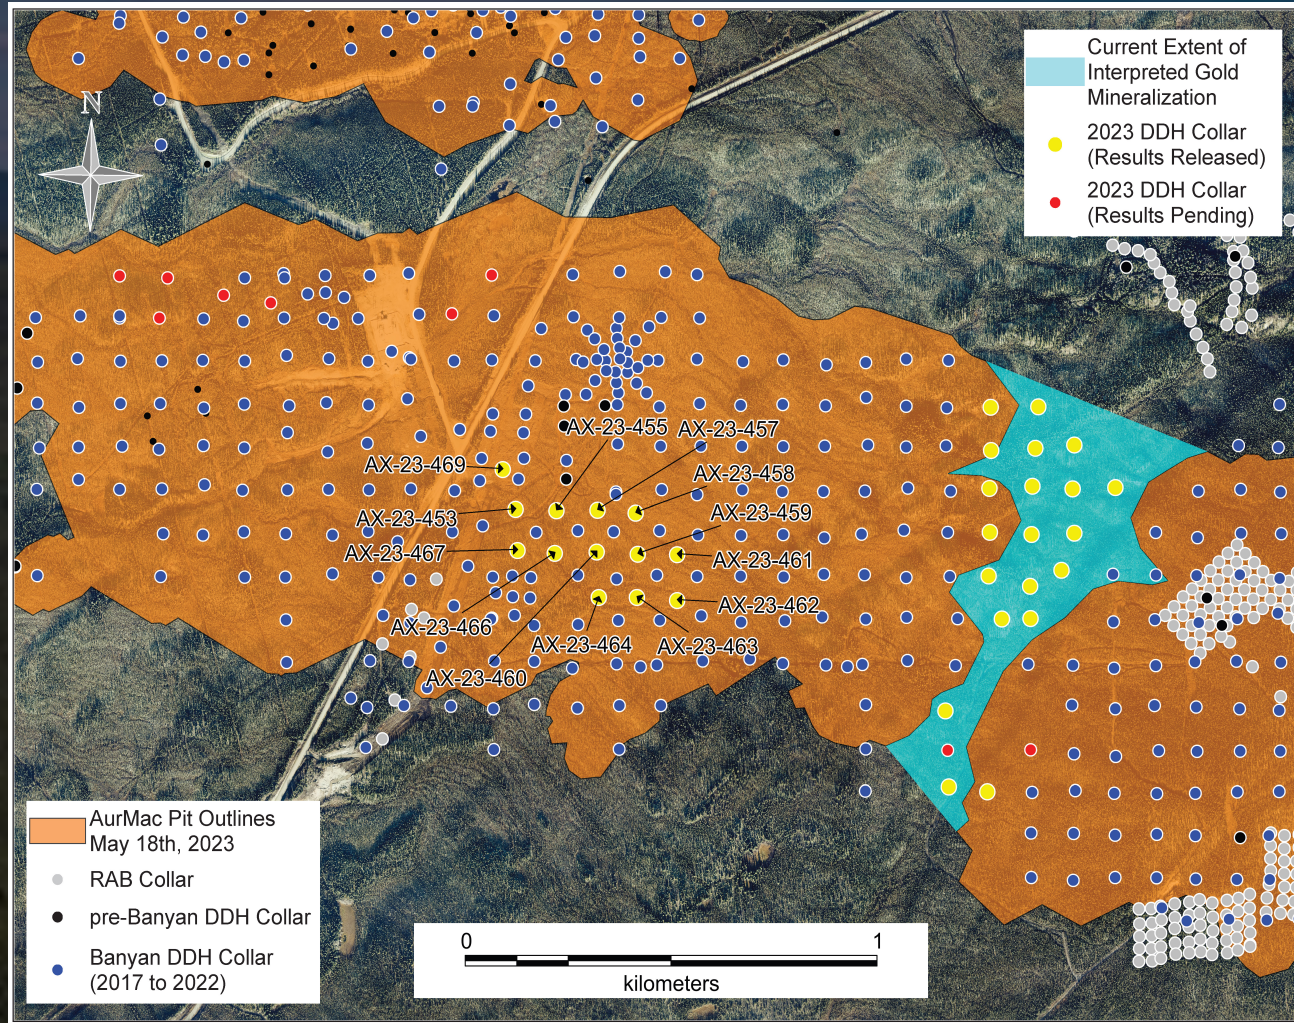 Current Extent of
Interpreted Gold
Mineralization
2023 DDH Collar
(Results Released)
2023 DDH Collar
(Results Pending)
N
AX-23-455
AX-23-457
AX-23-469
AX-23-458
AX-23-453
AX-23-459
AX-23-467
AX-23-461
AX-23-462
AX-23-466
AX-23-464
AX-23-463
AX-23-460
AurMac Pit Outlines
May 18th, 2023
RAB Collar
pre-Banyan DDH Collar
Banyan DDH Collar
(2017 to 2022)
0 1
kilometers